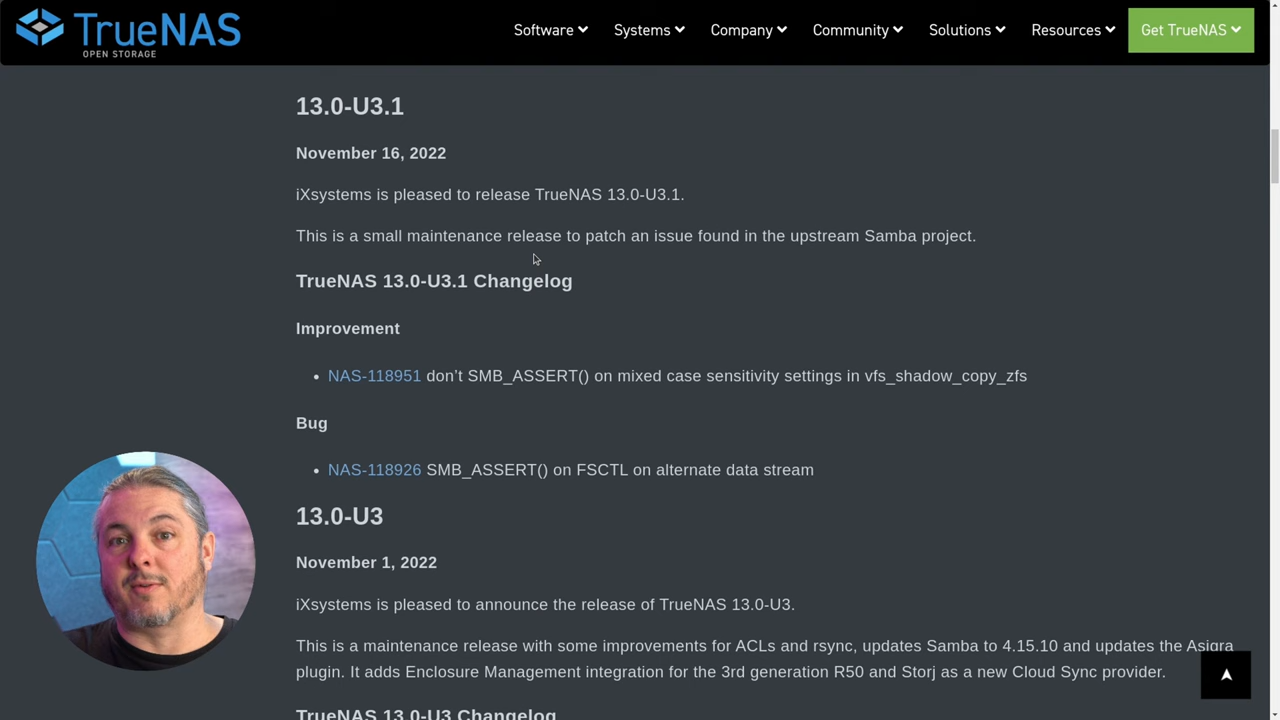 TrueNAS
OPEN STORAGE
Software Systems Company Community Solutions Resources Get TrueNAS
13.0-U3.1
November 16, 2022
iXsystems is pleased to release TrueNAS 13.0-U3.1.
This is a small maintenance release to patch an issue found in the upstream Samba project.
TrueNAS 13.0-U3.1 Changelog
Improvement
• NAS-118951 don’t SMB_ASSERT() on mixed case sensitivity settings in vfs_shadow_copy_zfs
Bug
• NAS-118926 SMB_ASSERT() on FSCTL on alternate data stream
13.0-U3
November 1, 2022
iXsystems is pleased to announce the release of TrueNAS 13.0-U3.
This is a maintenance release with some improvements for ACLs and rsync, updates Samba to 4.15.10 and updates the Asigra
plugin. It adds Enclosure Management integration for the 3rd generation R50 and Storj as a new Cloud Sync provider.
TrueNAS 13.0-U3 Changelog